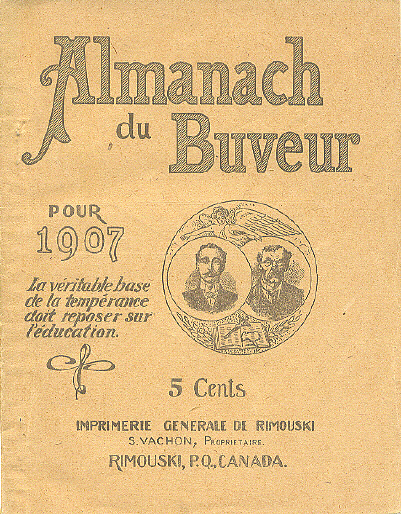 Almanach
du Buveur
POUR
1907
La véritable base
de la tempérance
doit reposer sur
l'éducation.
5 Cents
IMPRIMERIE GENERALE DE RIMOUSKI
S. VACHON, PROPRIETAIRE.
RIMOUSKI, P.Q., CANADA.